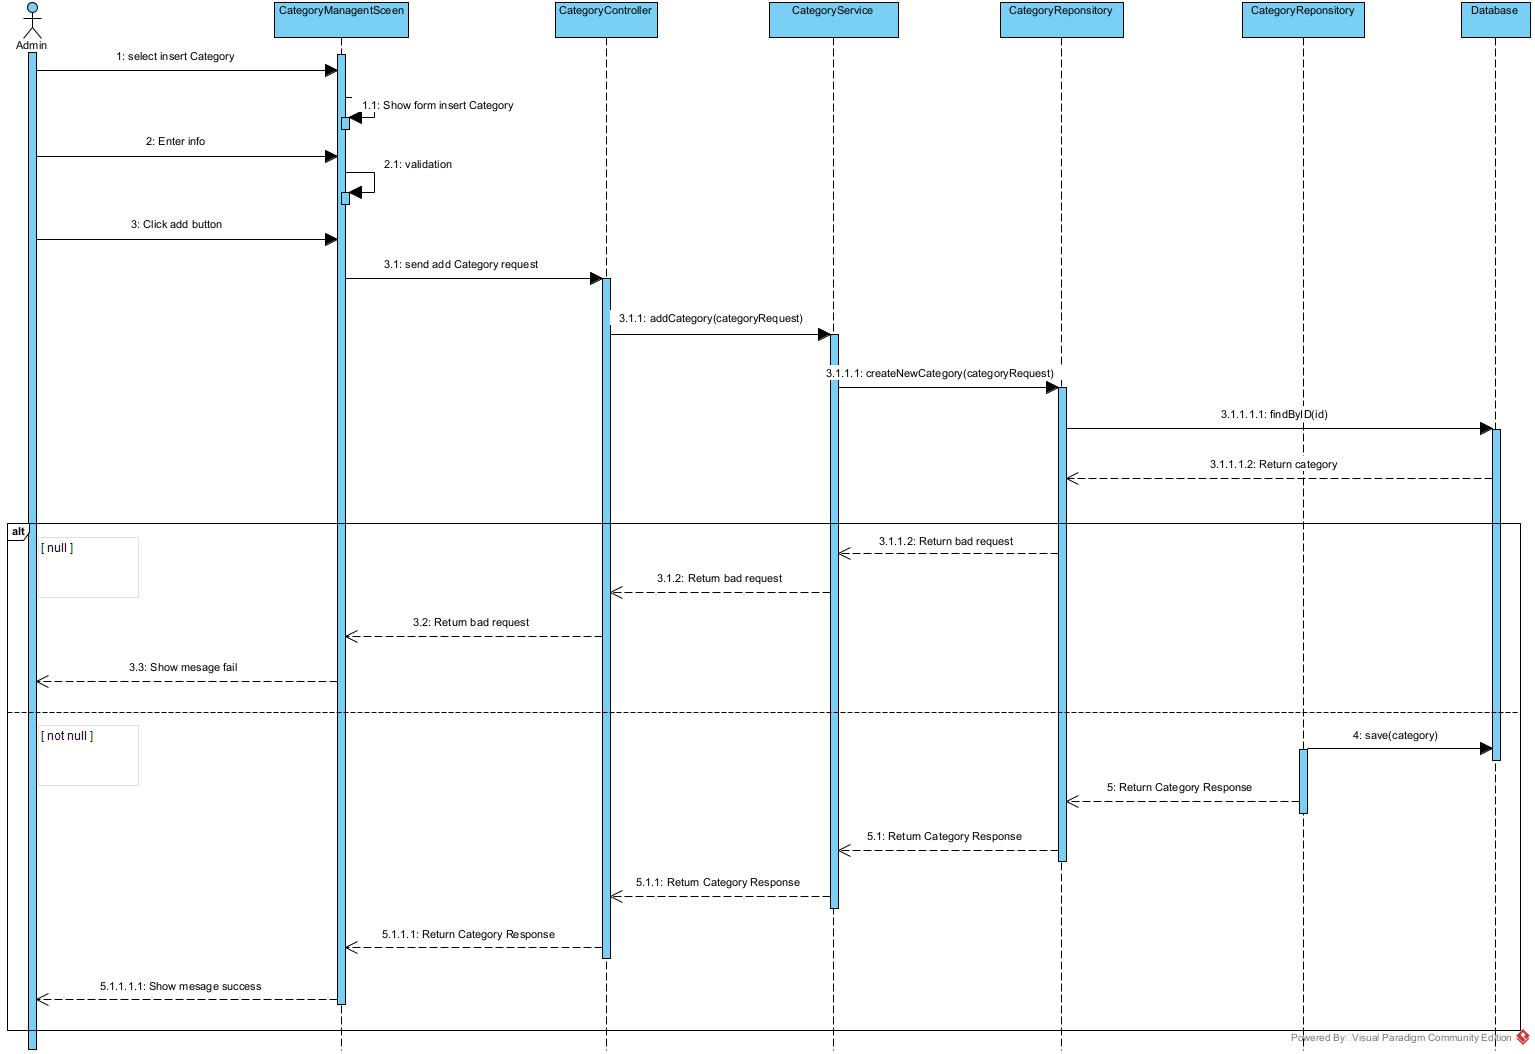 CategoryManagentSceen
CategoryController
CategoryService
CategoryReponsitory
CategoryReponsitory
Database
Admin
1: select insert Category
1.1: Show form insert Category
2: Enter info
2.1: validation
3: Click add button
3.1: send add Category request
3.1.1: addCategory(categoryRequest)
3.1.1.1: createNewCategory(categoryRequest)
3.1.1.1.1: findByID(id)
3.1.1.1.2: Return category
alt
[ null ]
3.1.1.2: Return bad request
3.1.2: Return bad request
3.2: Return bad request
3.3: Show mesage fail
[ not null ]
4: save(category)
5: Return Category Response
5.1: Return Category Response
5.1.1: Return Category Response
5.1.1.1: Return Category Response
5.1.1.1.1: Show mesage success
Powered By Visual Paradigm Community Edition